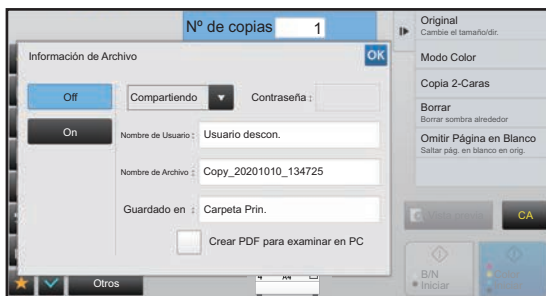 Nº de copias 1
Información de Archivo OK
Off
On
Compartiendo Contraseña :
Nombre de Usuario : Usuario descon.
Nombre de Archivo : Copy_20201010_134725
Guardado en : Carpeta Prin.
Crear PDF para examinar en PC
Otros
A4
Original
Cambie el tamaño/dir.
Modo Color
Copia 2-Caras
Borrar
Borrar sombra alrededor
Omitir Página en Blanco
Saltar pág. en blanco en orig.
CA
B/N
Iniciar